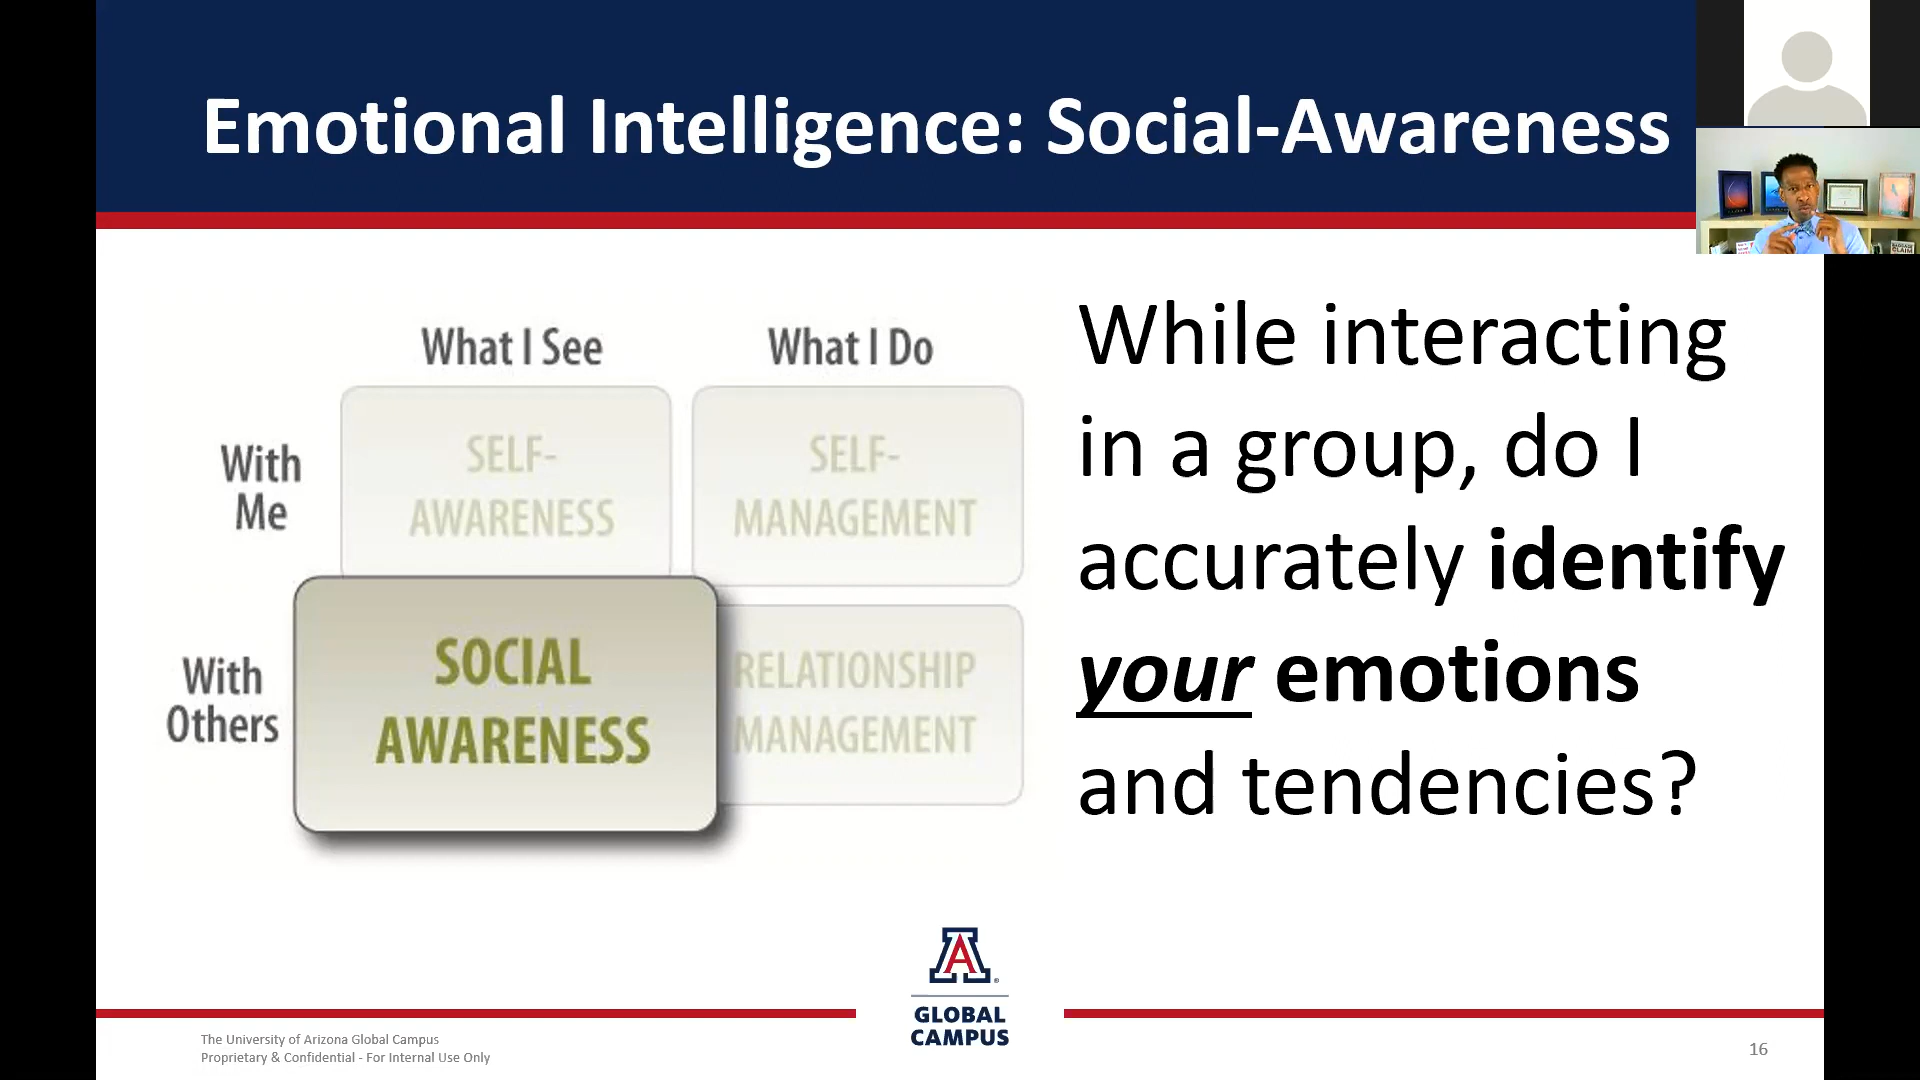 Emotional Intelligence: Social-Awareness
What I See
What I Do
With
Me
SELF-
AWARENESS
SELF-
MANAGEMENT
With
Others
SOCIAL
AWARENESS
RELATIONSHIP
MANAGEMENT
While interacting
in a group, do I
accurately identify
your emotions
and tendencies?
A
GLOBAL
CAMPUS
The University of Arizona Global Campus
Proprietary & Confidential - For Internal Use Only
16
CLAIM